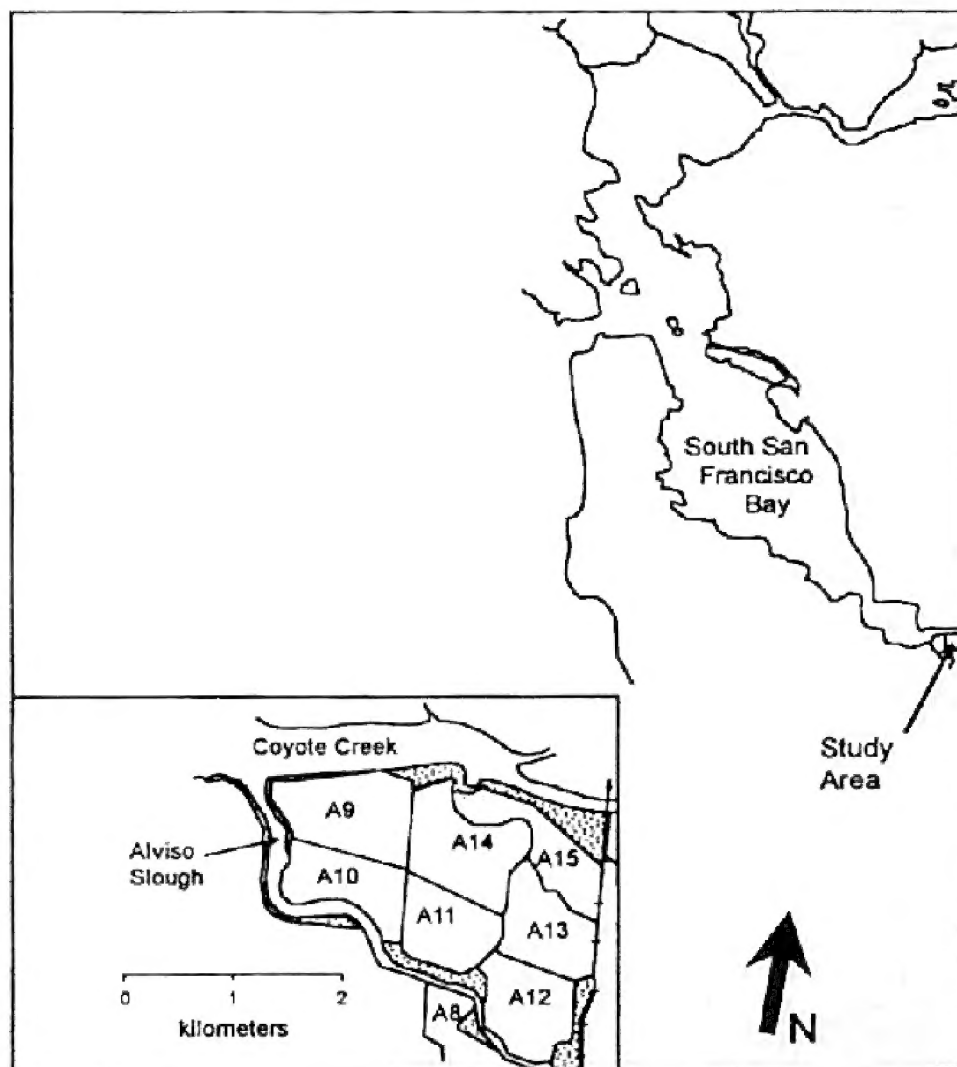 South San
Francisco
Bay
Study
Area
Coyote Creek
A9
A14
Alviso
Slough
A10
A15
A11
A13
A12
A8
0 1 2
kilometers
N